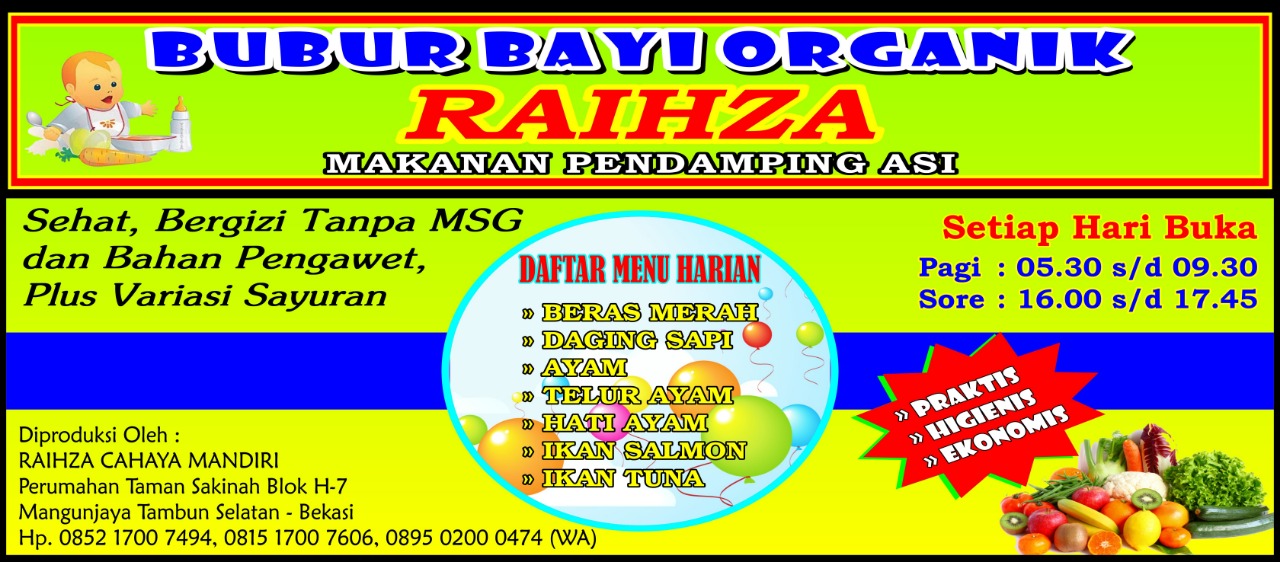 BUBUR BAYI ORGANIK
RAIHZA
MAKANAN PENDAMPING ASI
Sehat, Bergizi Tanpa MSG
dan Bahan Pengawet,
Plus Variasi Sayuran
DAFTAR MENU HARIAN
» BERAS MERAH
» DAGING SAPI
» AYAM
» TELUR AYAM
» HATI AYAM
» IKAN SALMON
» IKAN TUNA
Setiap Hari Buka
Pagi : 05.30 s/d 09.30
Sore : 16.00 s/d 17.45
» PRAKTIS
» HIGIENIS
» EKONOMIS
Diproduksi Oleh :
RAIHZA CAHAYA MANDIRI
Perumahan Taman Sakinah Blok H-7
Mangunjaya Tambun Selatan - Bekasi
Hp. 0852 1700 7494, 0815 1700 7606, 0895 0200 0474 (WA)